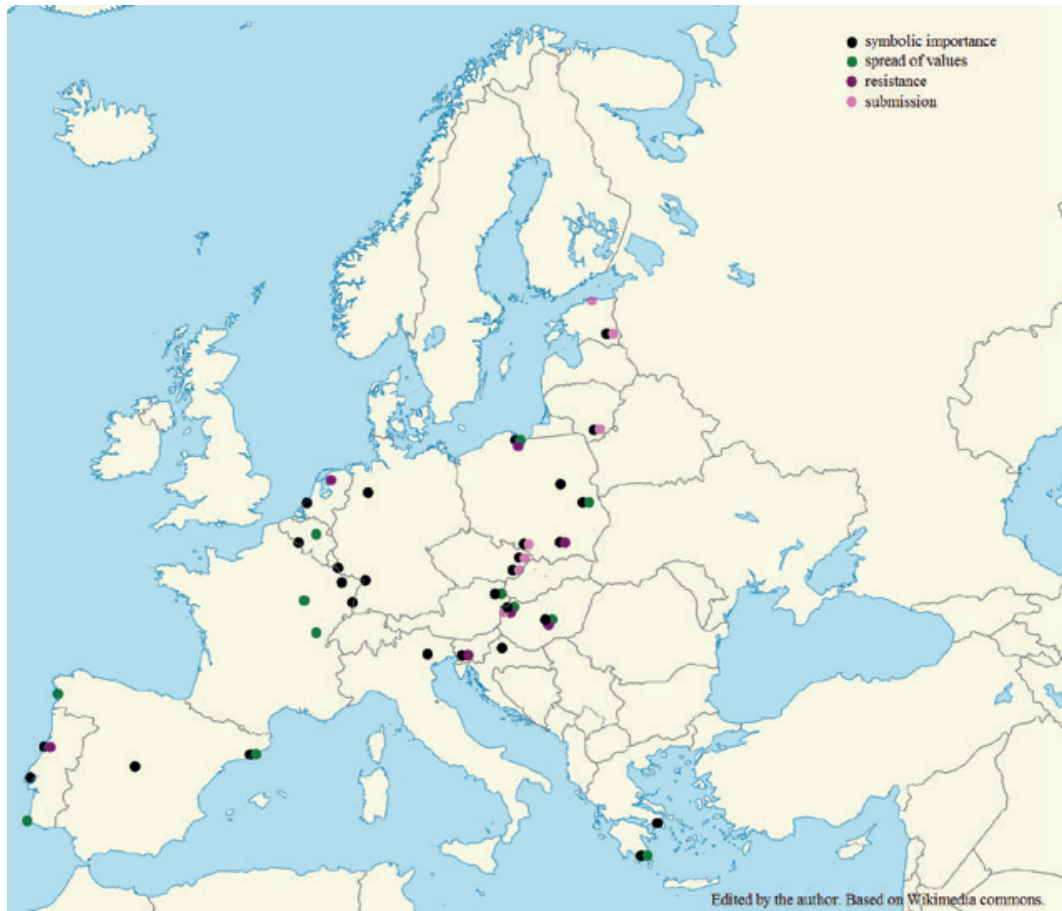 symbolic importance
spread of values
resistance
submission
Edited by the author. Based on Wikimedia commons.